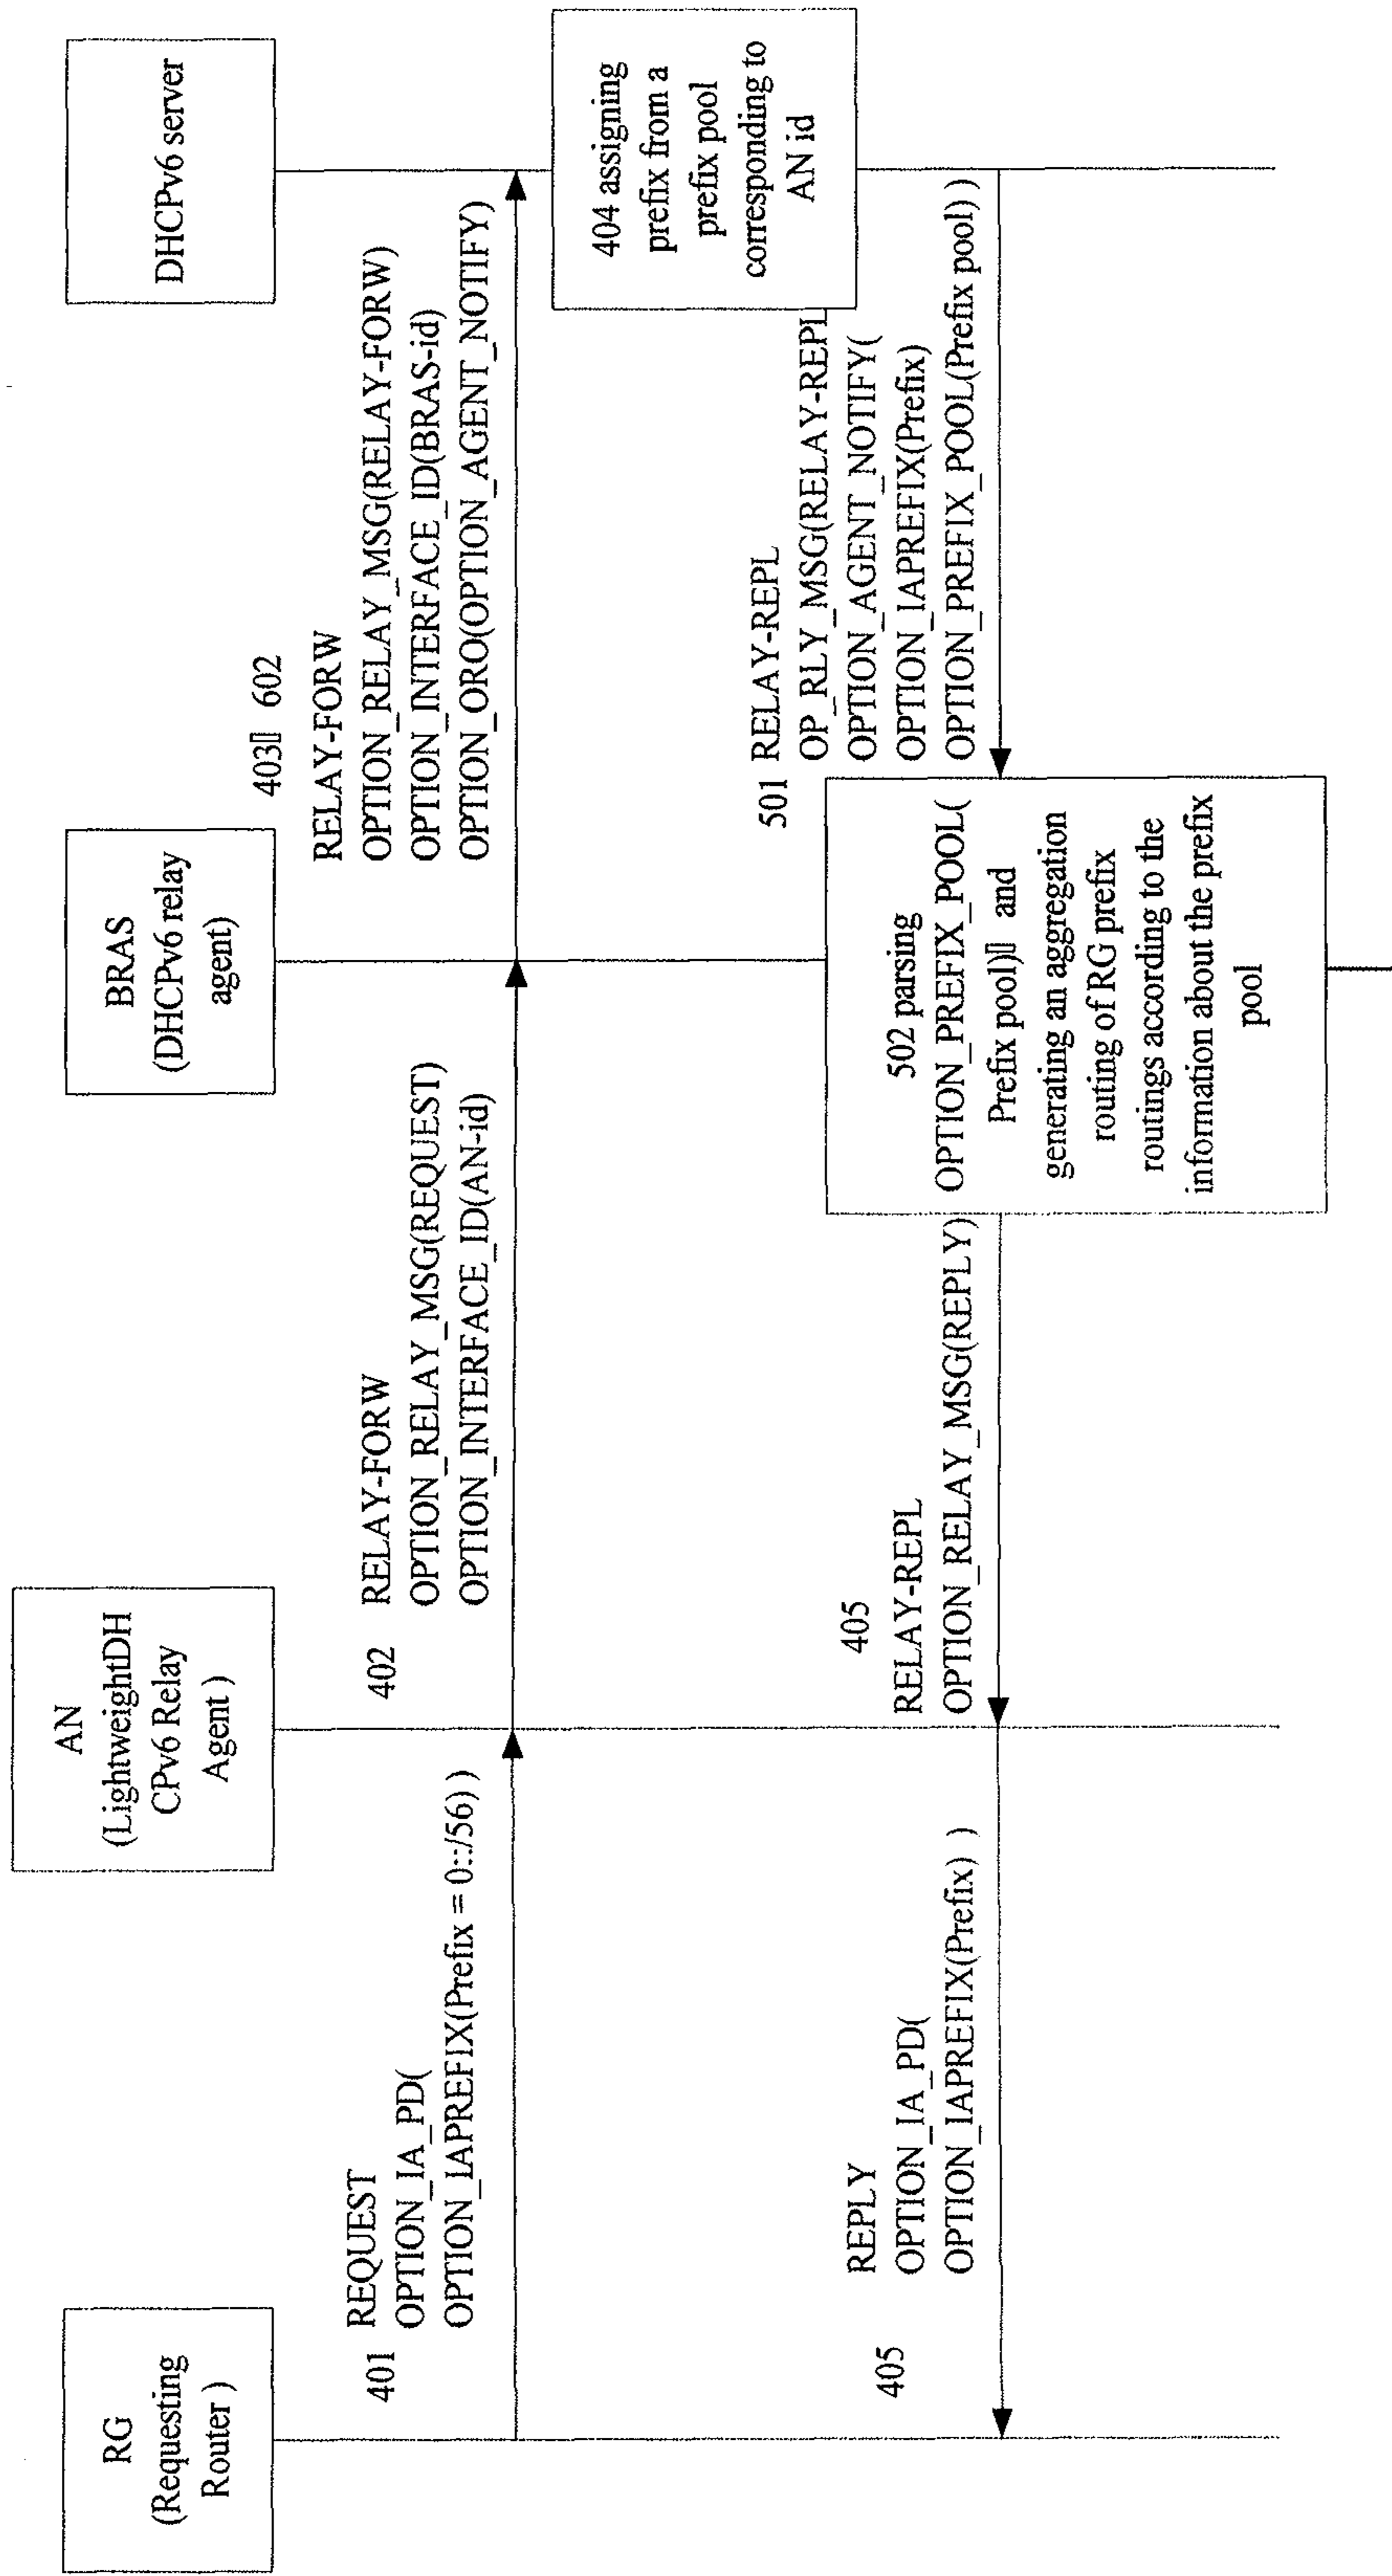 RG
(Requesting
Router )
AN
(LightweightDH
CPv6 Relay
Agent )
BRAS
(DHCPv6 relay
agent)
DHCPv6 server
401
REQUEST
OPTION_IA_PD(
OPTION_IAPREFIX(Prefix = 0::/56) )
402
RELAY-FORW
OPTION_RELAY_MSG(REQUEST)
OPTION_INTERFACE_ID(AN-id)
403▯ 602
RELAY-FORW
OPTION_RELAY_MSG(RELAY-FORW)
OPTION_INTERFACE_ID(BRAS-id)
OPTION_ORO(OPTION_AGENT_NOTIFY)
404 assigning
prefix from a
prefix pool
corresponding to
AN id
501
RELAY-REPL
OP_RLY_MSG(RELAY-REPL
OPTION_AGENT_NOTIFY(
OPTION_IAPREFIX(Prefix)
OPTION_PREFIX_POOL(Prefix pool) )
502 parsing
OPTION_PREFIX_POOL(
Prefix pool)▯ and
generating an aggregation
routing of RG prefix
routings according to the
information about the prefix
pool
405
RELAY-REPL
OPTION_RELAY_MSG(REPLY)
405
REPLY
OPTION_IA_PD(
OPTION_IAPREFIX(Prefix) )